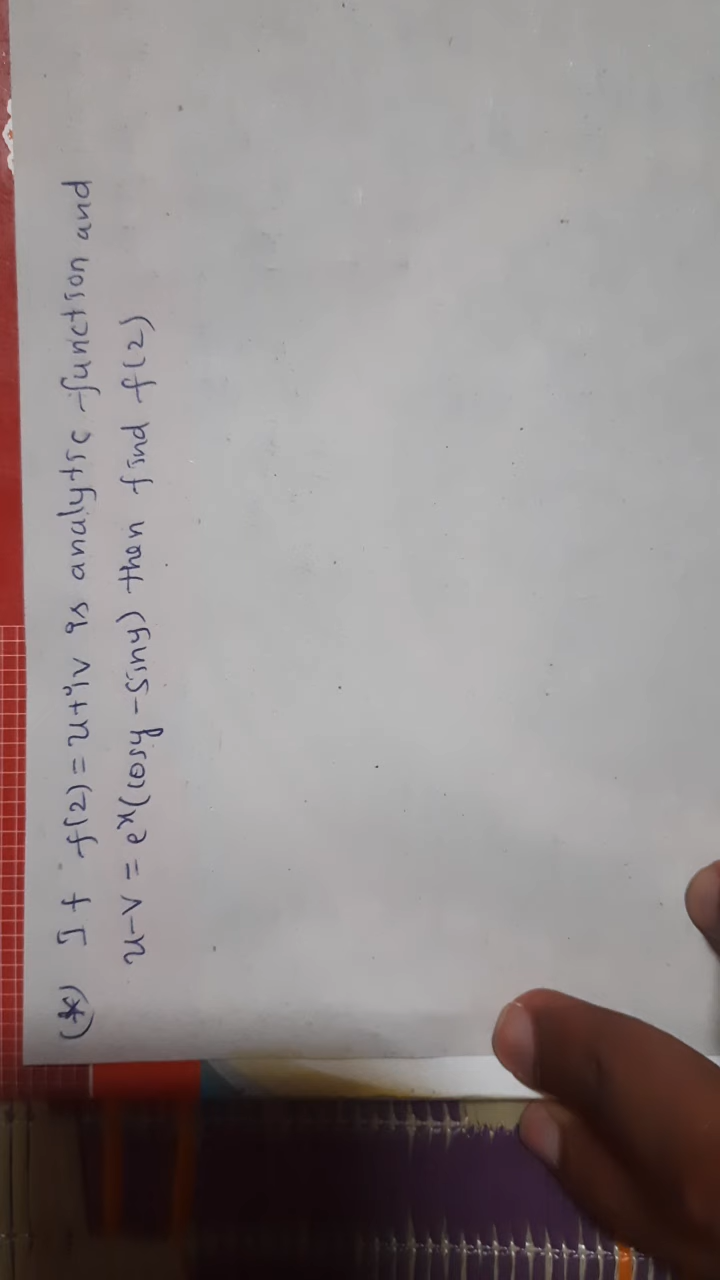 (*) If f(z) = u+iv is analytic function and
u-v = e^x (cosy - siny) then find f(z)